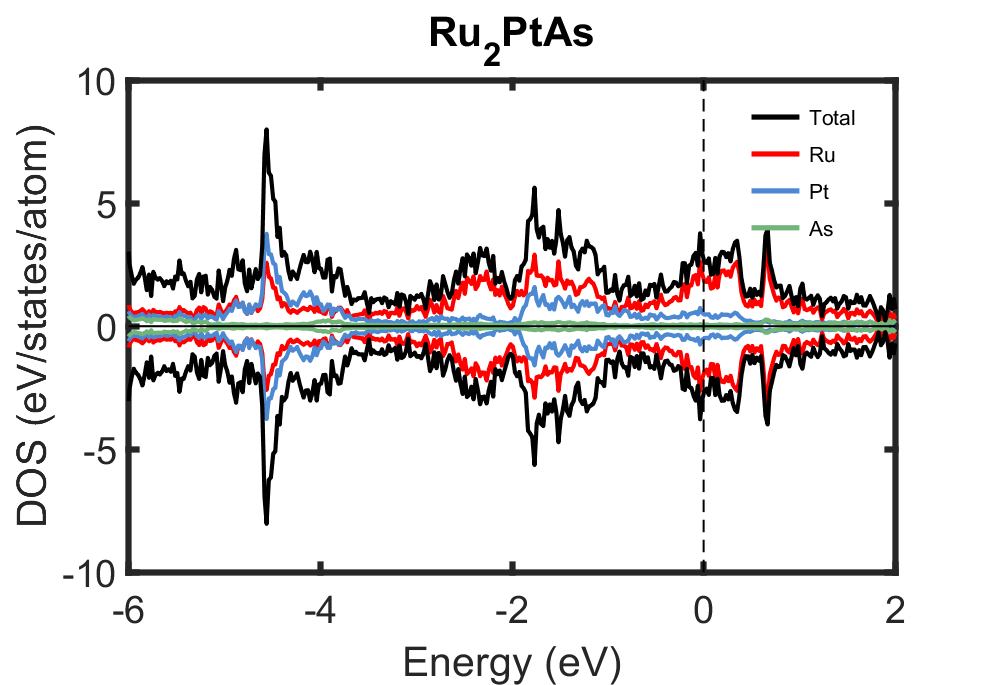 Ru2PtAs
10
5
0
-5
-10
DOS (eV/states/atom)
Total
Ru
Pt
As
-6 -4 -2 0 2
Energy (eV)